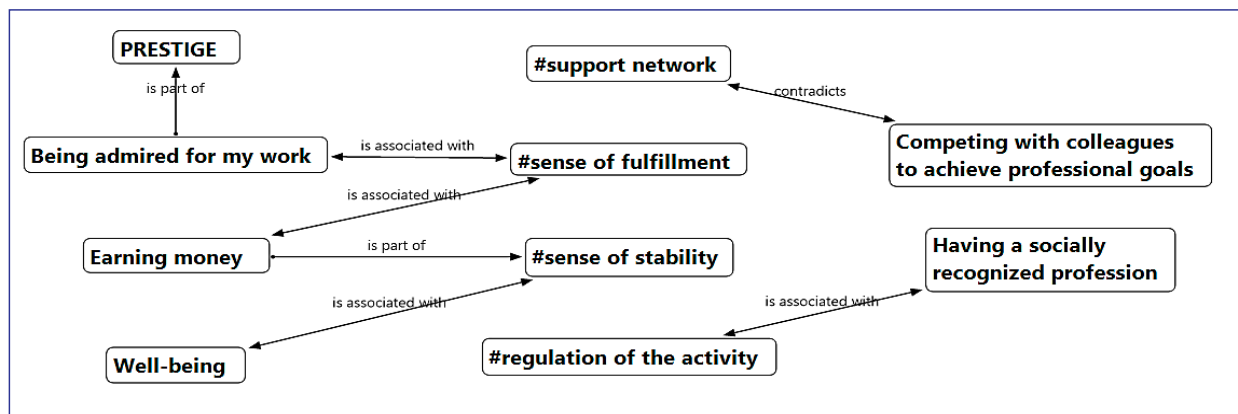 PRESTIGE
is part of
#support network
contradicts
Being admired for my work
is associated with
#sense of fulfillment
Competing with colleagues
to achieve professional goals
is associated with
Earning money
is part of
#sense of stability
Having a socially
recognized profession
is associated with
is associated with
Well-being
#regulation of the activity